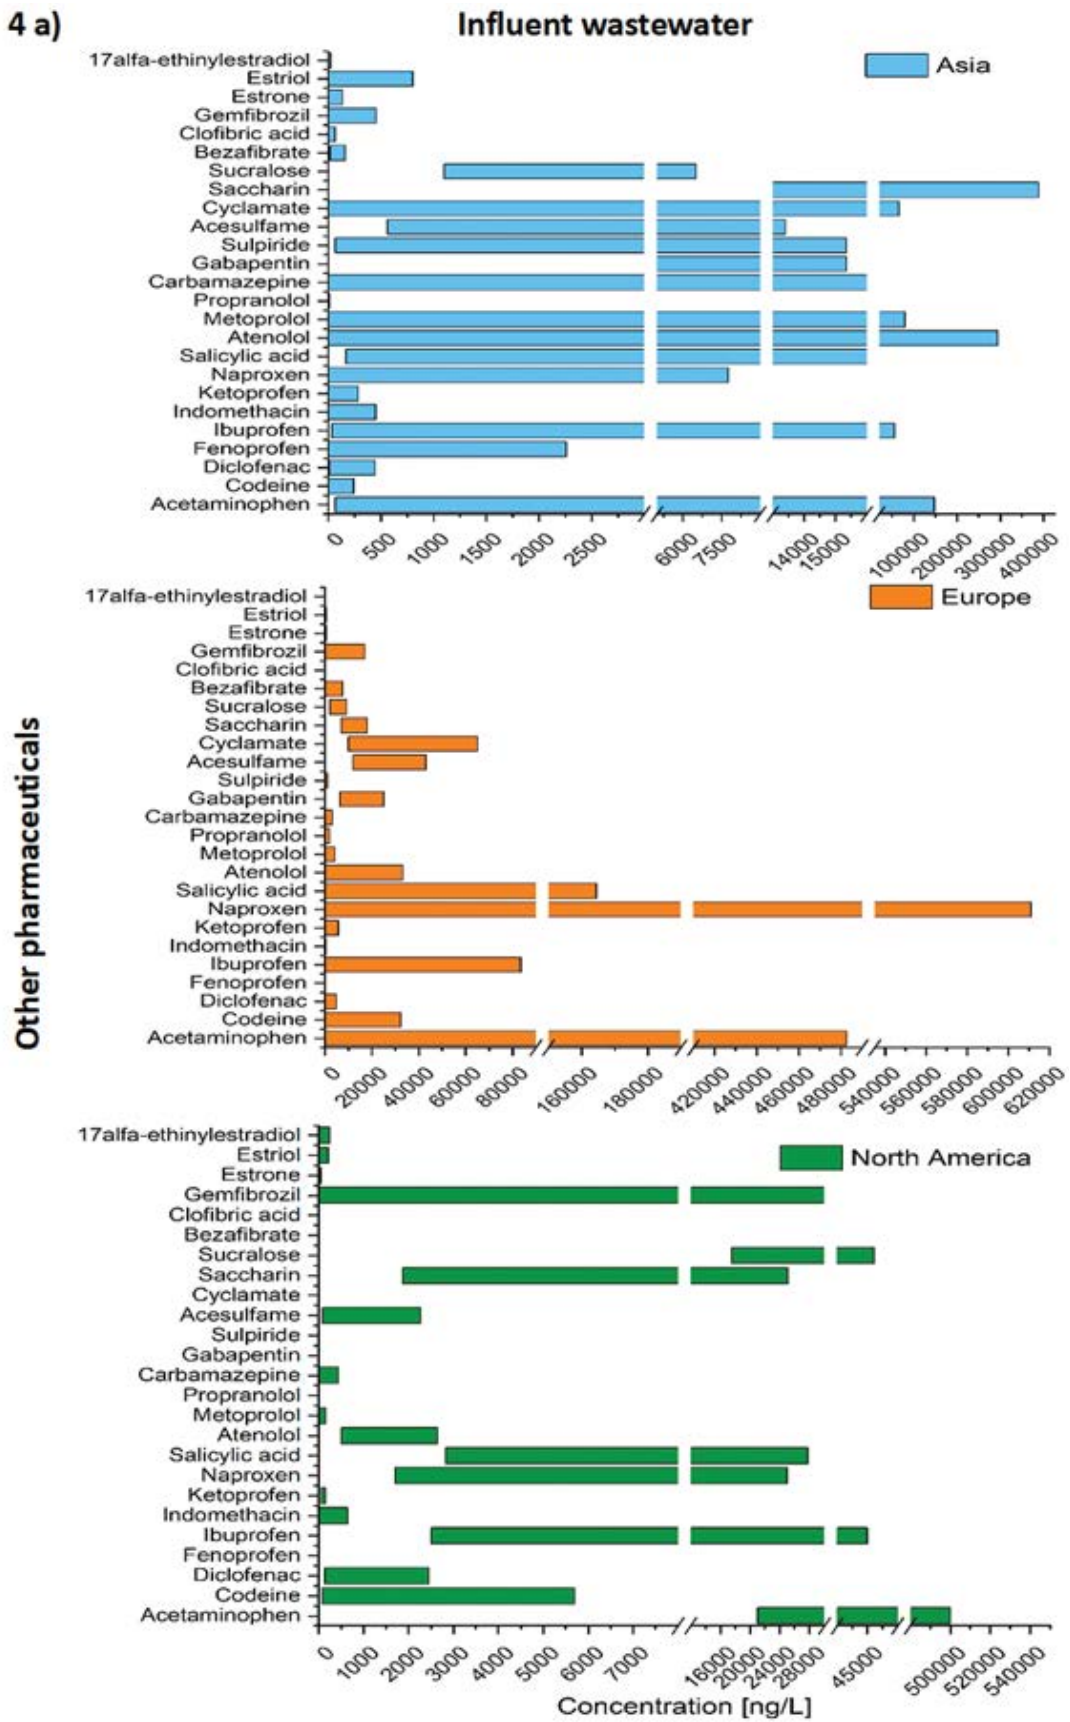 4 a)
Influent wastewater
Other pharmaceuticals
Asia
17alfa-ethinylestradiol
Estriol
Estrone
Gemfibrozil
Clofibric acid
Bezafibrate
Sucralose
Saccharin
Cyclamate
Acesulfame
Sulpiride
Gabapentin
Carbamazepine
Propranolol
Metoprolol
Atenolol
Salicylic acid
Naproxen
Ketoprofen
Indomethacin
Ibuprofen
Fenoprofen
Diclofenac
Codeine
Acetaminophen
0 500 1000 1500 2000 2500 6000 7500 14000 15000 100000 200000 300000 400000
Europe
17alfa-ethinylestradiol
Estriol
Estrone
Gemfibrozil
Clofibric acid
Bezafibrate
Sucralose
Saccharin
Cyclamate
Acesulfame
Sulpiride
Gabapentin
Carbamazepine
Propranolol
Metoprolol
Atenolol
Salicylic acid
Naproxen
Ketoprofen
Indomethacin
Ibuprofen
Fenoprofen
Diclofenac
Codeine
Acetaminophen
0 20000 40000 60000 80000 160000 180000 420000 440000 460000 480000 540000 560000 580000 600000 620000
North America
17alfa-ethinylestradiol
Estriol
Estrone
Gemfibrozil
Clofibric acid
Bezafibrate
Sucralose
Saccharin
Cyclamate
Acesulfame
Sulpiride
Gabapentin
Carbamazepine
Propranolol
Metoprolol
Atenolol
Salicylic acid
Naproxen
Ketoprofen
Indomethacin
Ibuprofen
Fenoprofen
Diclofenac
Codeine
Acetaminophen
0 1000 2000 3000 4000 5000 6000 7000 16000 20000 24000 28000 45000 500000 520000 540000
Concentration [ng/L]